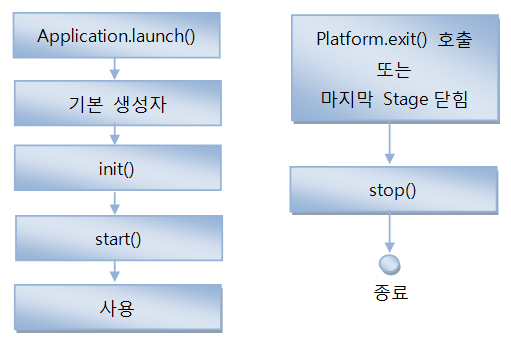 Application.launch()
기본 생성자
init()
start()
사용
Platform.exit() 호출
또는
마지막 Stage 닫힘
stop()
종료